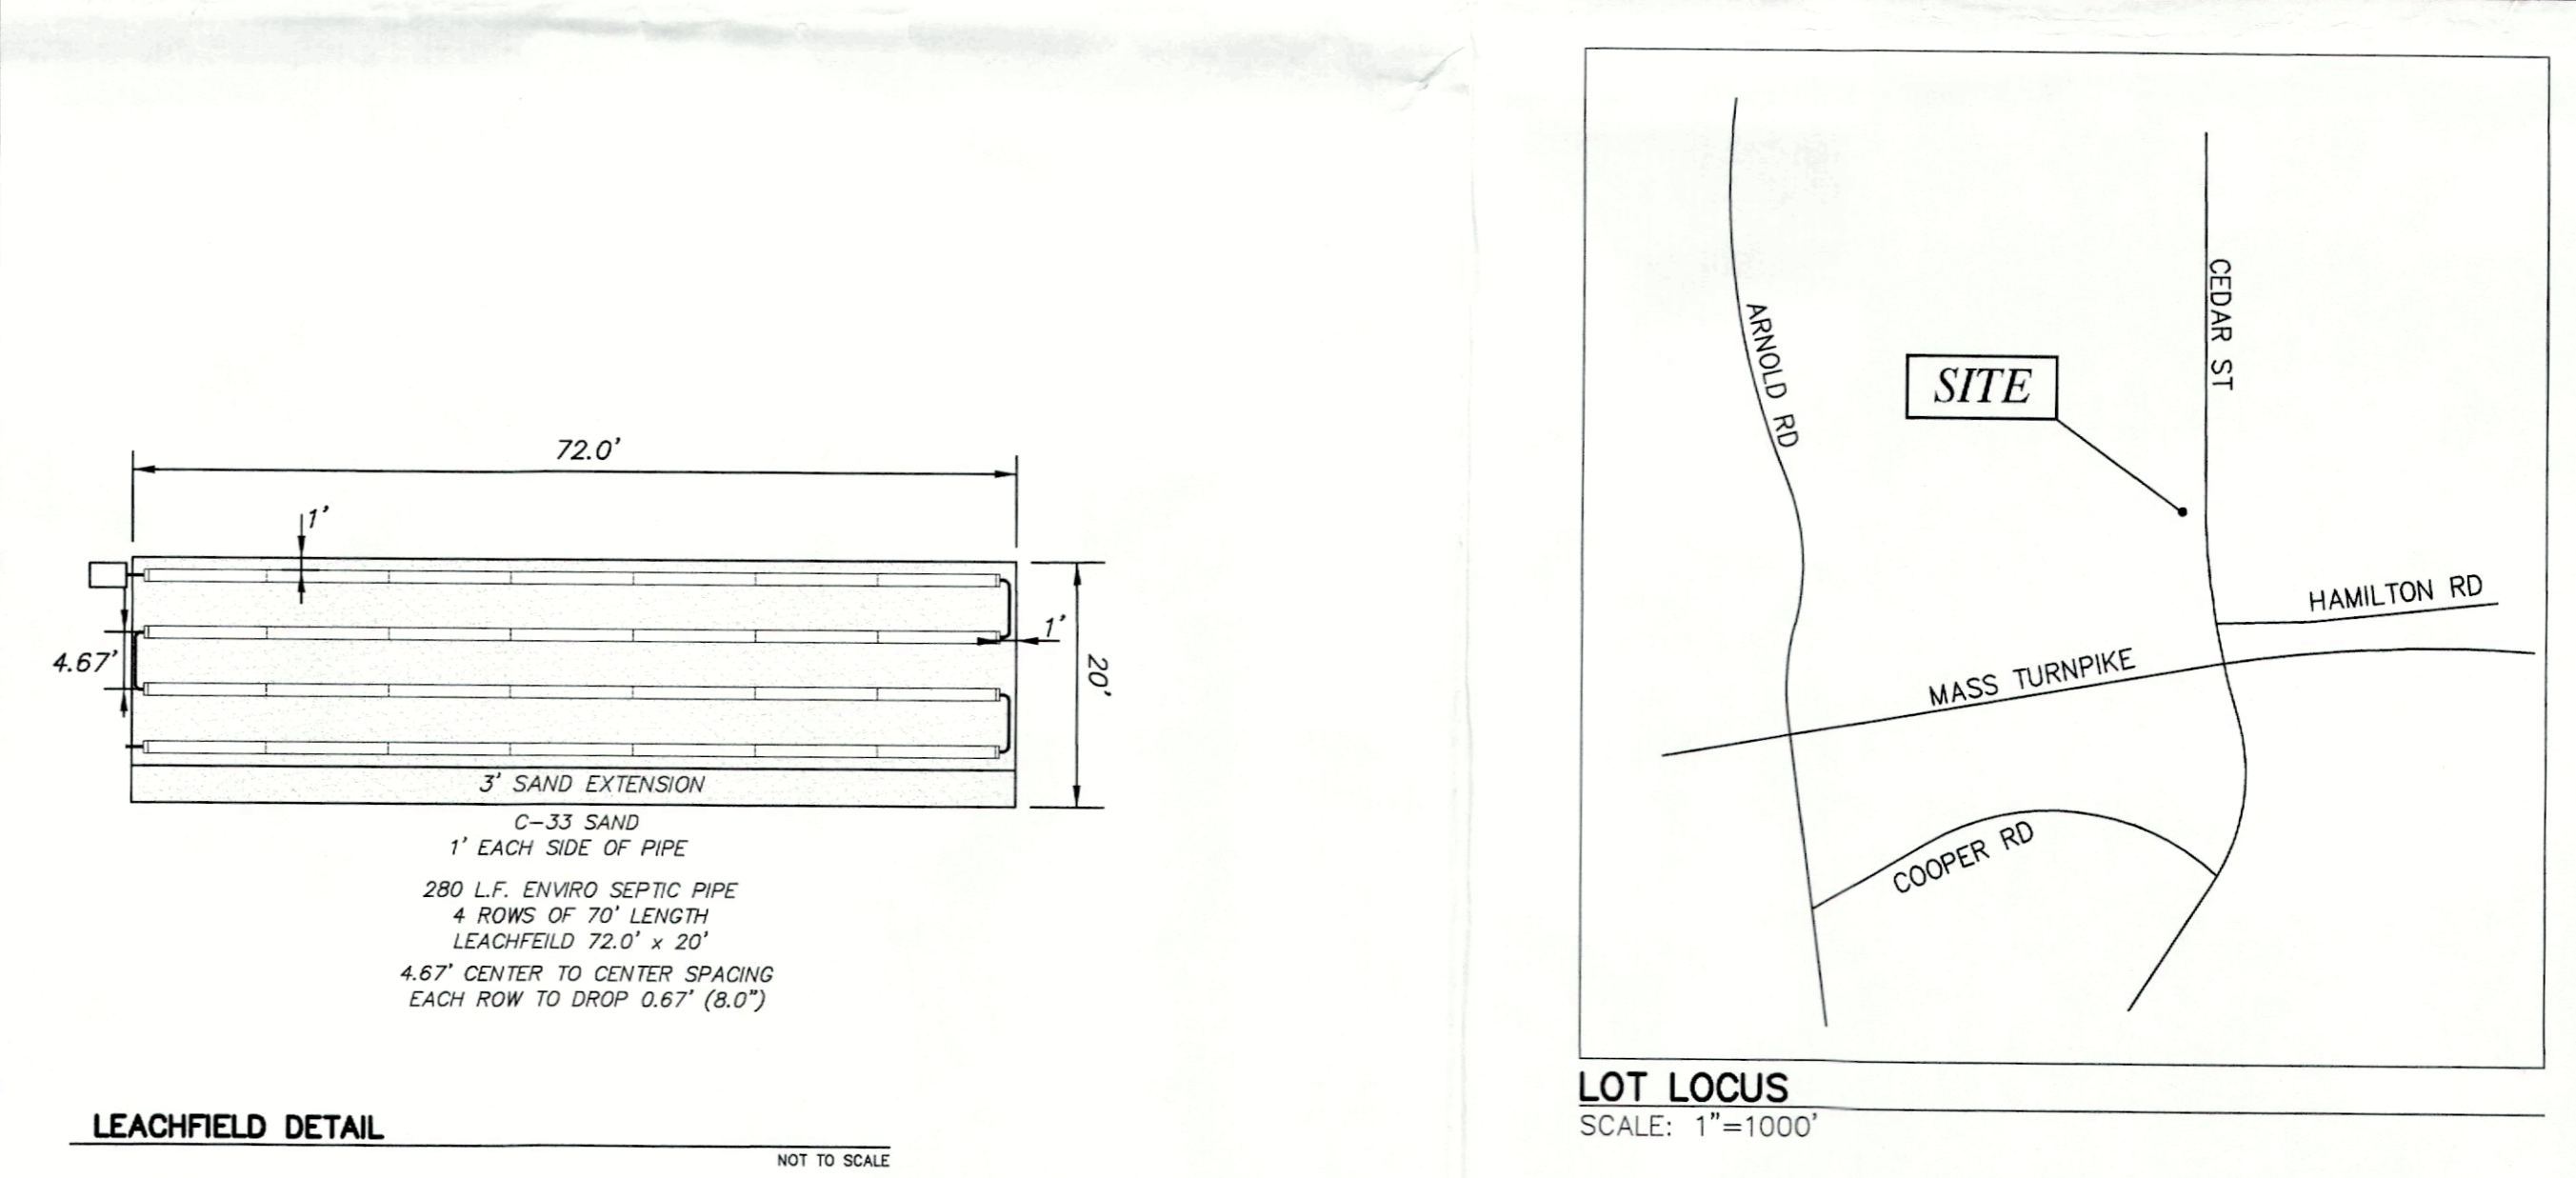 72.0'
1'
4.67'
1'
20'
3' SAND EXTENSION
C-33 SAND
1' EACH SIDE OF PIPE
280 L.F. ENVIRO SEPTIC PIPE
4 ROWS OF 70' LENGTH
LEACHFEILD 72.0' x 20'
4.67' CENTER TO CENTER SPACING
EACH ROW TO DROP 0.67' (8.0")
LEACHFIELD DETAIL
NOT TO SCALE
ARNOLD RD
CEDAR ST
SITE
HAMILTON RD
MASS TURNPIKE
COOPER RD
LOT LOCUS
SCALE: 1"=1000'